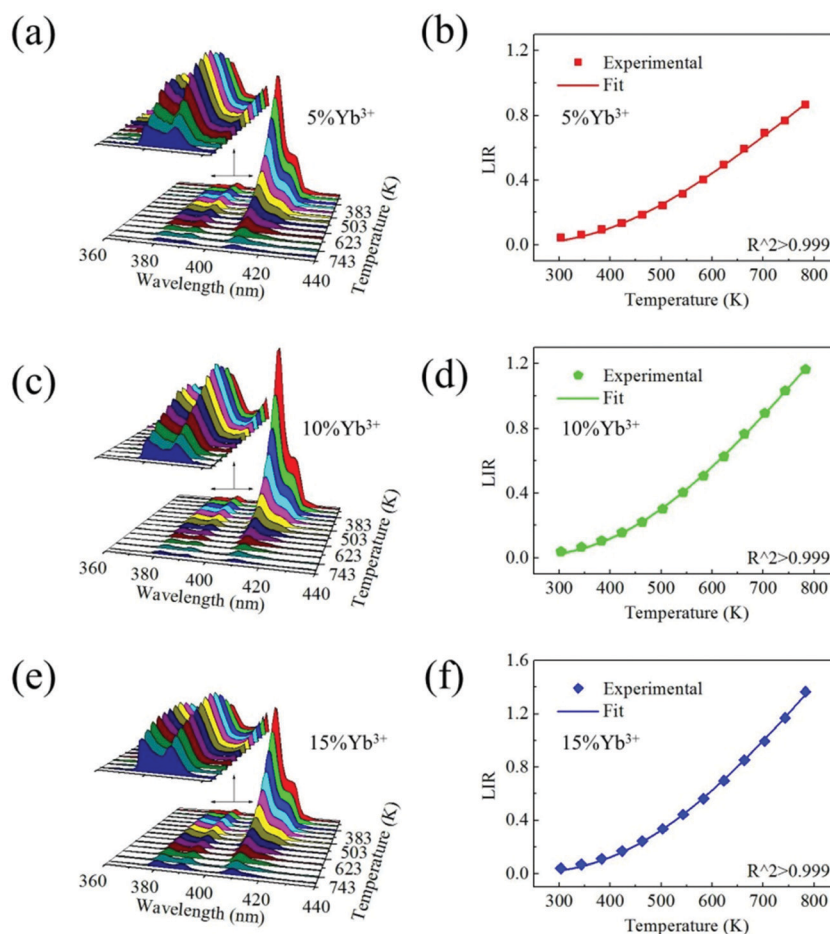 (a)
5%Yb³⁺
383
503
623
743
360
380
400
420
440
Wavelength (nm)
Temperature (K)
(b)
1.2
0.8
0.4
0.0
LIR
Experimental
Fit
5%Yb³⁺
R^2>0.999
300 400 500 600 700 800
Temperature (K)
(c)
10%Yb³⁺
383
503
623
743
360
380
400
420
440
Wavelength (nm)
Temperature (K)
(d)
1.2
0.8
0.4
0.0
LIR
Experimental
Fit
10%Yb³⁺
R^2>0.999
300 400 500 600 700 800
Temperature (K)
(e)
15%Yb³⁺
383
503
623
743
360
380
400
420
440
Wavelength (nm)
Temperature (K)
(f)
1.6
1.2
0.8
0.4
0.0
LIR
Experimental
Fit
15%Yb³⁺
R^2>0.999
300 400 500 600 700 800
Temperature (K)